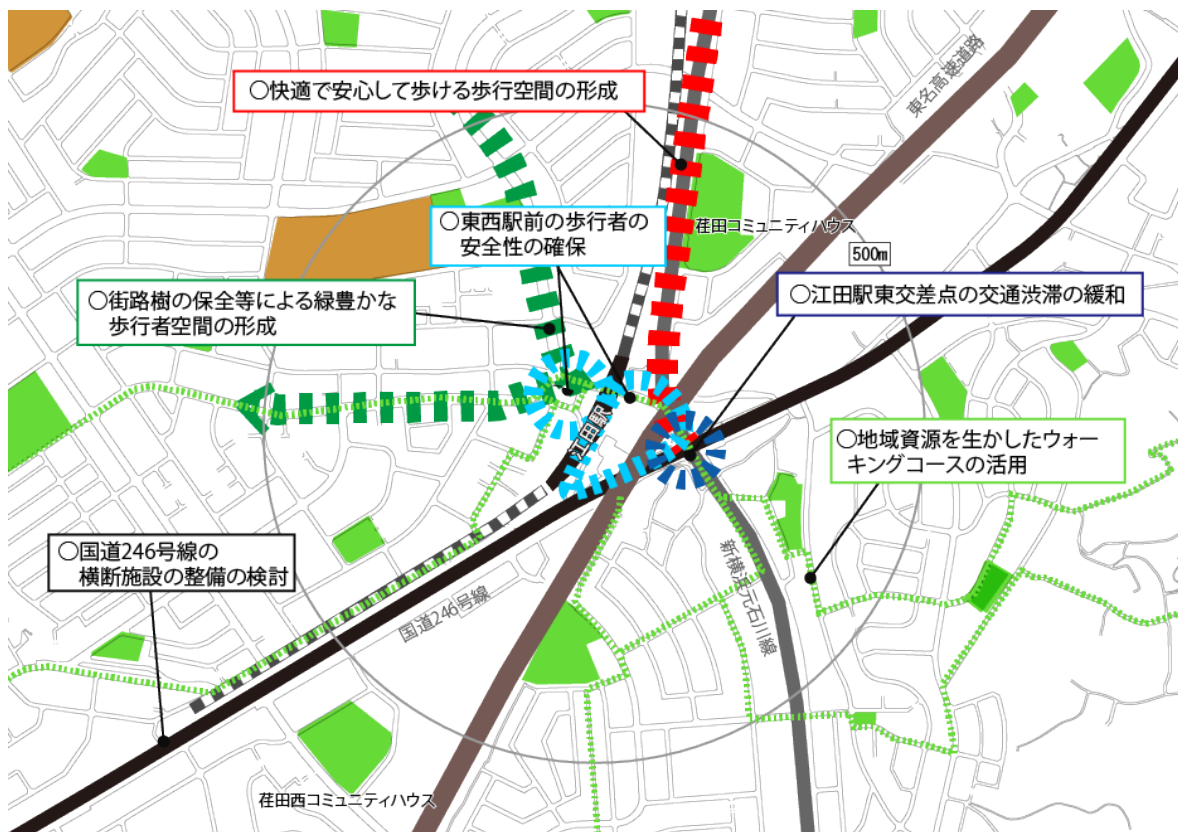 東名高速道路
○快適で安心して歩ける歩行空間の形成
○東西駅前の歩行者の
安全性の確保
荏田コミュニティハウス
500m
○街路樹の保全等による緑豊かな
歩行者空間の形成
○江田駅東交差点の交通渋滞の緩和
江田駅
○地域資源を生かしたウォー
キングコースの活用
○国道246号線の
横断施設の整備の検討
国道246号線
新横浜元石川線
荏田西コミュニティハウス